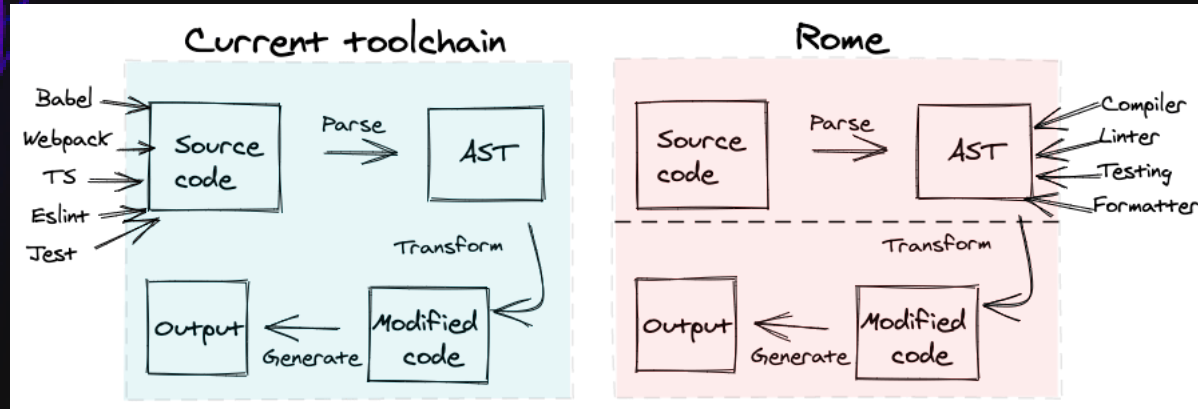 Current toolchain
Babel
Webpack
TS
Eslint
Jest
Source
code
Parse
AST
Transform
Modified
code
Generate
Output
Rome
Source
code
Parse
AST
Compiler
Linter
Testing
Formatter
Transform
Modified
code
Generate
Output